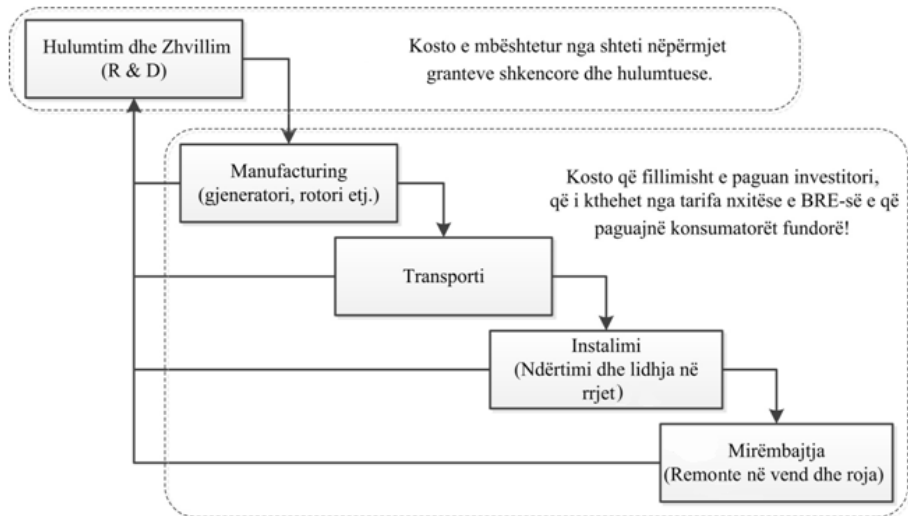 Hulumtim dhe Zhvillim
(R & D)
Kosto e mbështetur nga shteti nëpërmjet
granteve shkencore dhe hulumtuese.
Manufacturing
(gjeneratori, rotori etj.)
Kosto që fillimisht e paguan investitori,
që i kthehet nga tarifa nxitëse e BRE-së e që
paguajnë konsumatorët fundorë!
Transporti
Instalimi
(Ndërtimi dhe lidhja në
rrjet)
Mirëmbajtja
(Remonte në vend dhe roja)